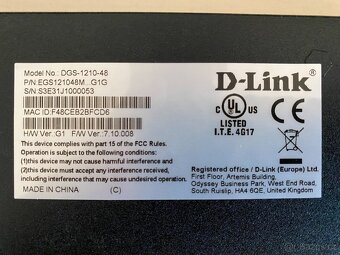 Model No.: DGS-1210-48
P/N:EGS121048M...G1G
S/N:S3E31J1000053
MAC ID:F48CEB2BFCD6
H/W Ver.:G1 F/W Ver.:7.10.008
This device complies with part 15 of the FCC Rules.
Operation is subject to the following conditions:
(1) this device may not cause harmful interference and
(2) this device must accept any interference received,
including interference that may cause undesired
operation.
MADE IN CHINA (C)
D-Link
C UL US
LISTED
I.T.E. 4G17
CE
Registered office / D-Link (Europe) Ltd.
First Floor, Artemis Building,
Odyssey Business Park, West End Road,
South Ruislip, HA4 6QE, United Kingdom